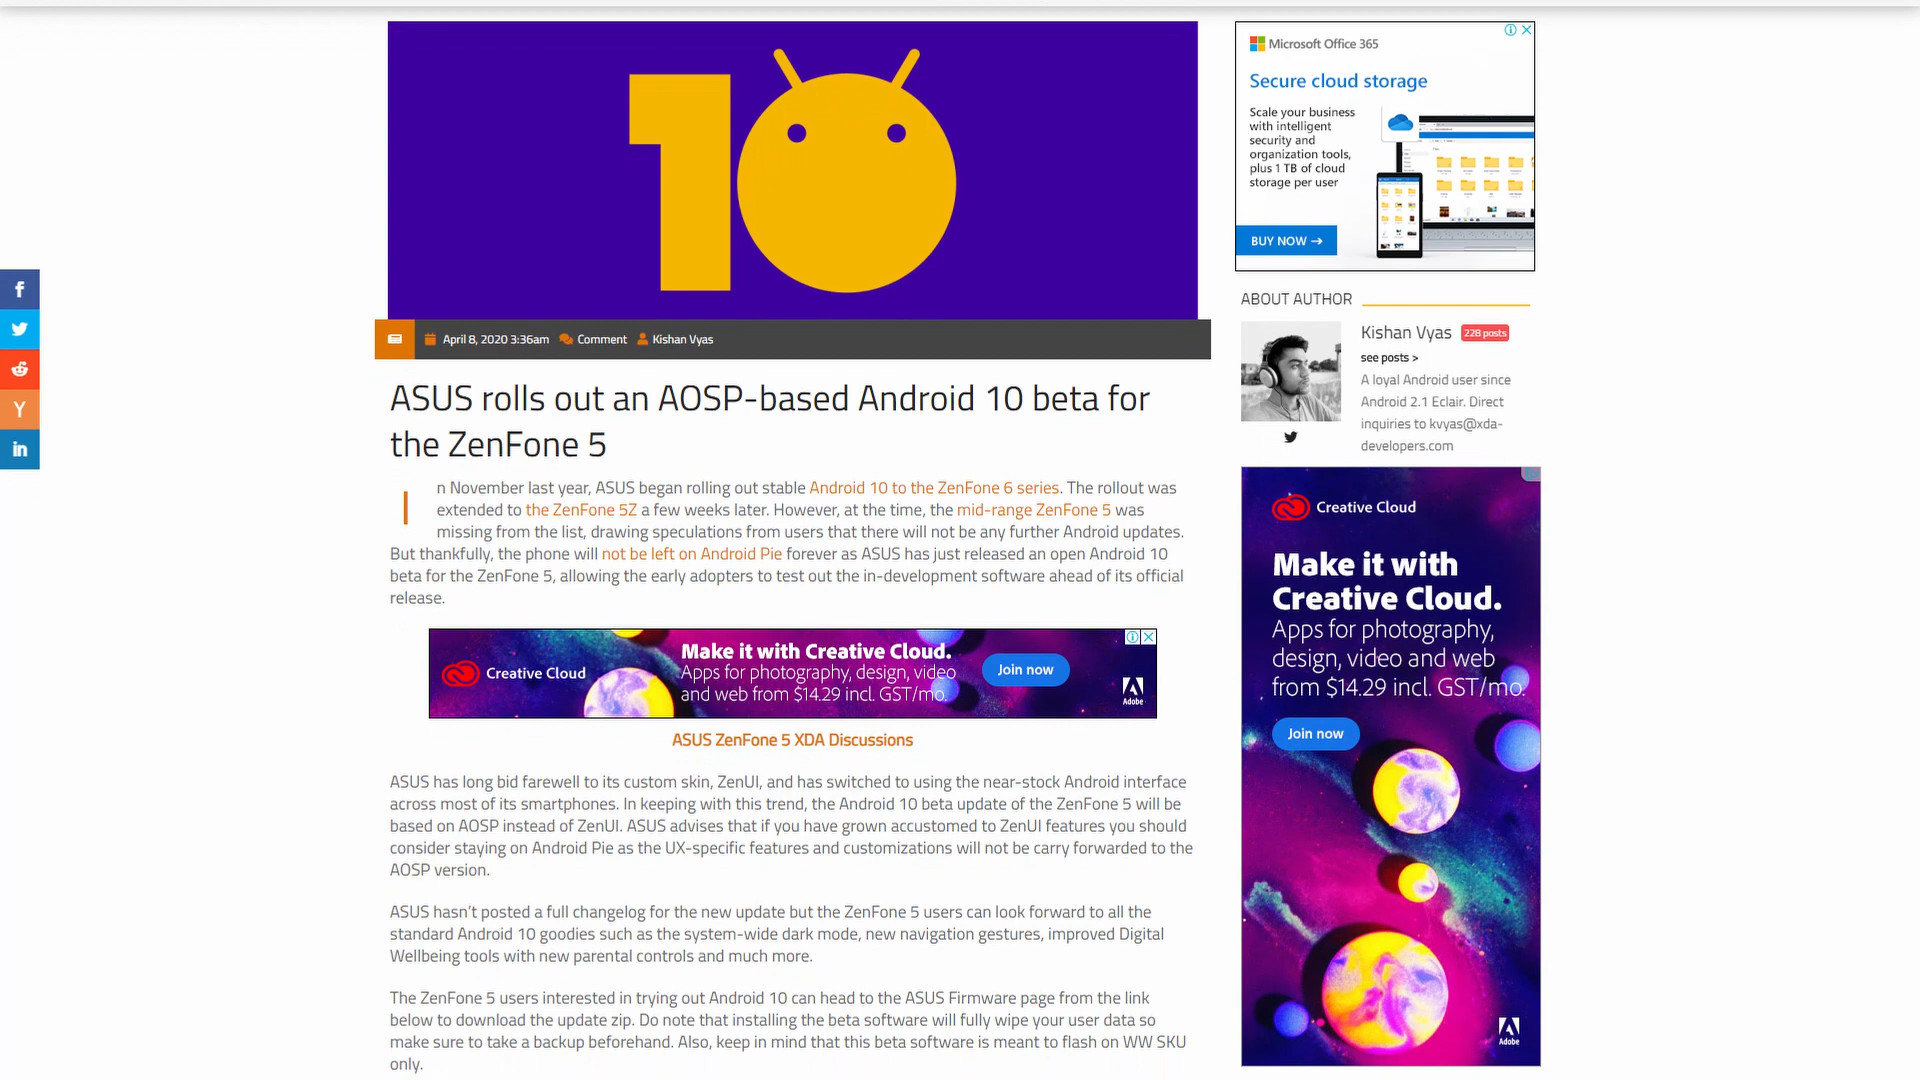 10
April 8, 2020 3:36am Comment Kishan Vyas
ASUS rolls out an AOSP-based Android 10 beta for
the ZenFone 5
In November last year, ASUS began rolling out stable Android 10 to the ZenFone 6 series. The rollout was
extended to the ZenFone 5Z a few weeks later. However, at the time, the mid-range ZenFone 5 was
missing from the list, drawing speculations from users that there will not be any further Android updates.
But thankfully, the phone will not be left on Android Pie forever as ASUS has just released an open Android 10
beta for the ZenFone 5, allowing the early adopters to test out the in-development software ahead of its official
release.
Creative Cloud
Make it with Creative Cloud.
Apps for photography, design, video
and web from $14.29 incl. GST/mo.
Join now
Adobe
ASUS ZenFone 5 XDA Discussions
ASUS has long bid farewell to its custom skin, ZenUI, and has switched to using the near-stock Android interface
across most of its smartphones. In keeping with this trend, the Android 10 beta update of the ZenFone 5 will be
based on AOSP instead of ZenUI. ASUS advises that if you have grown accustomed to ZenUI features you should
consider staying on Android Pie as the UX-specific features and customizations will not be carry forwarded to the
AOSP version.
ASUS hasn't posted a full changelog for the new update but the ZenFone 5 users can look forward to all the
standard Android 10 goodies such as the system-wide dark mode, new navigation gestures, improved Digital
Wellbeing tools with new parental controls and much more.
The ZenFone 5 users interested in trying out Android 10 can head to the ASUS Firmware page from the link
below to download the update zip. Do note that installing the beta software will fully wipe your user data so
make sure to take a backup beforehand. Also, keep in mind that this beta software is meant to flash on WW SKU
only.
Microsoft Office 365
Secure cloud storage
Scale your business
with intelligent
security and
organization tools,
plus 1 TB of cloud
storage per user
BUY NOW →
ABOUT AUTHOR
Kishan Vyas 228 posts
see posts >
A loyal Android user since
Android 2.1 Eclair. Direct
inquiries to kvyas@xda-
developers.com
Creative Cloud
Make it with
Creative Cloud.
Apps for photography,
design, video and web
from $14.29 incl. GST/mo.
Join now
Adobe